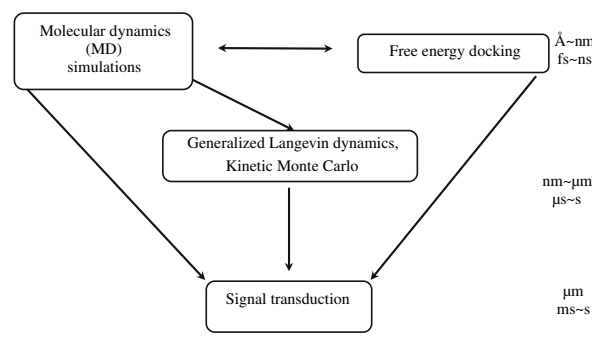 Molecular dynamics
(MD)
simulations
Free energy docking
Å~nm
fs~ns
Generalized Langevin dynamics,
Kinetic Monte Carlo
nm~μm
μs~s
Signal transduction
μm
ms~s